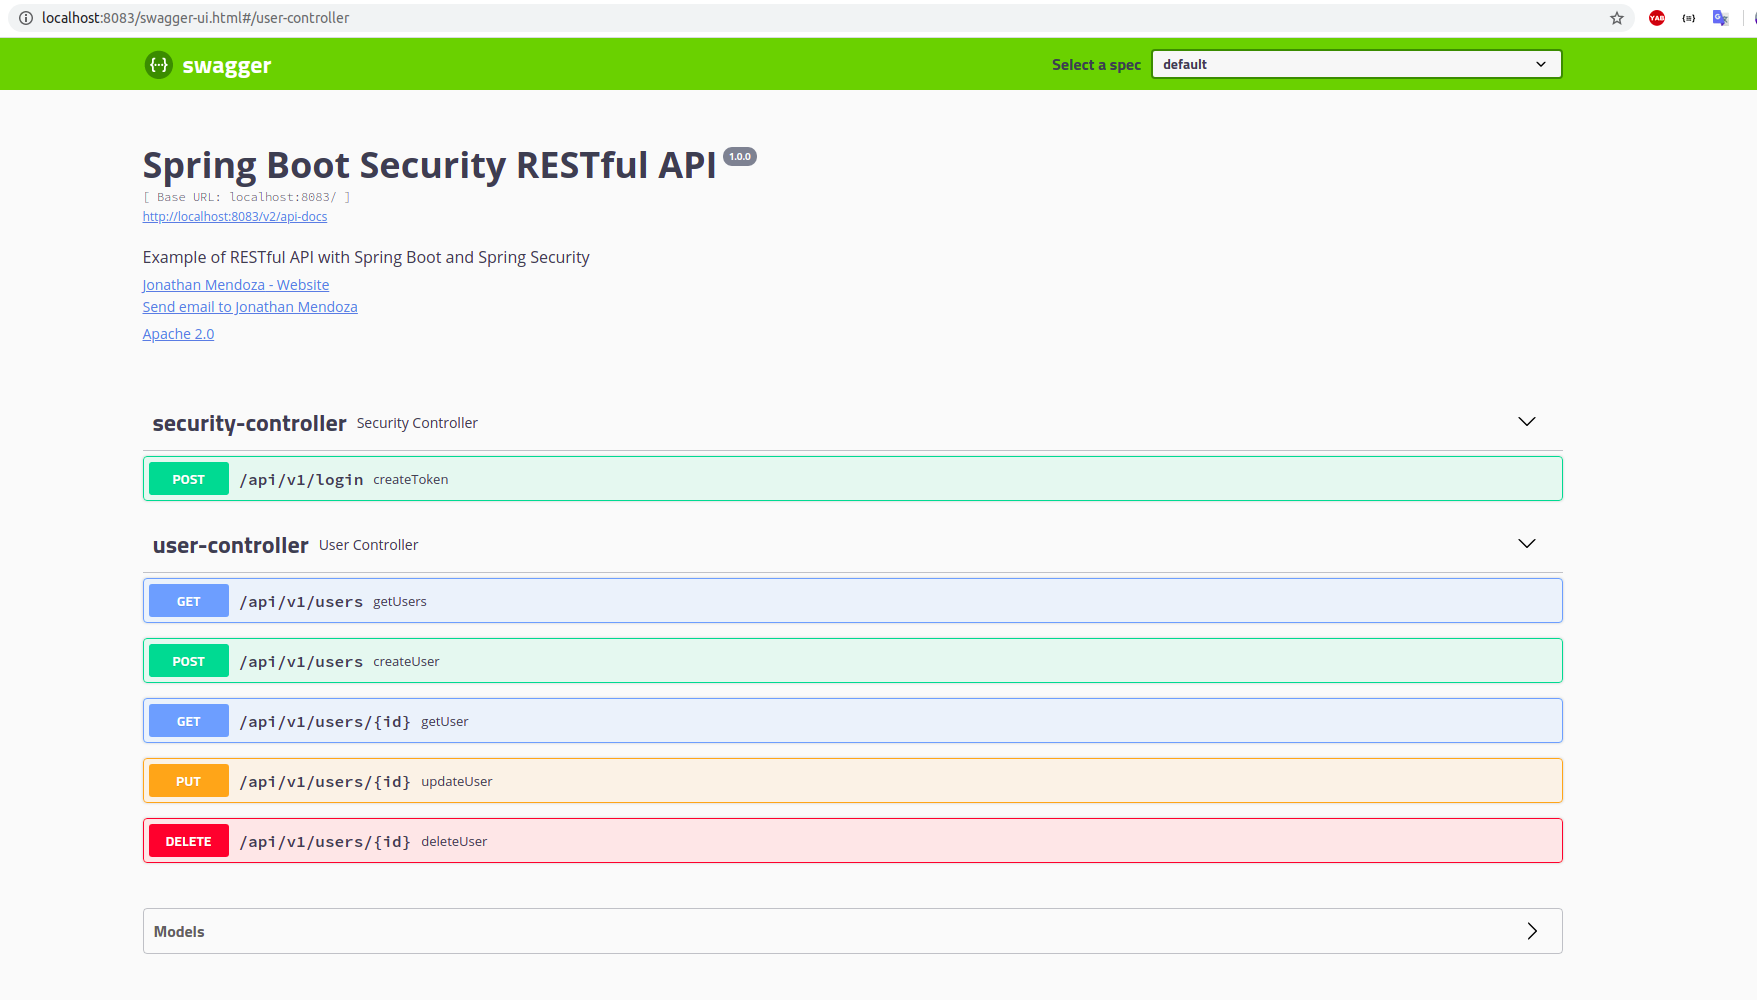 localhost:8083/swagger-ui.html#/user-controller
YAB
{≡}
G
{···} swagger
Select a spec default
Spring Boot Security RESTful API 1.0.0
[ Base URL: localhost:8083/ ]
http://localhost:8083/v2/api-docs
Example of RESTful API with Spring Boot and Spring Security
Jonathan Mendoza - Website
Send email to Jonathan Mendoza
Apache 2.0
security-controller Security Controller
POST /api/v1/login createToken
user-controller User Controller
GET /api/v1/users getUsers
POST /api/v1/users createUser
GET /api/v1/users/{id} getUser
PUT /api/v1/users/{id} updateUser
DELETE /api/v1/users/{id} deleteUser
Models